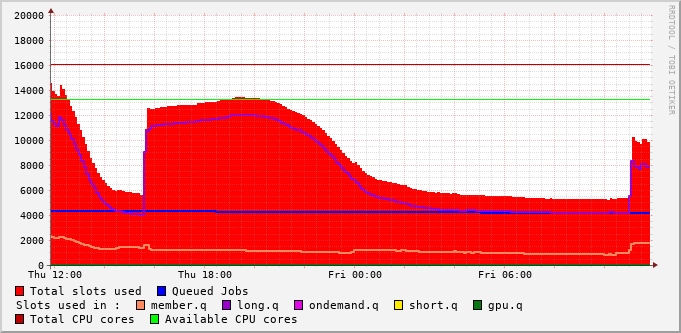 20000
18000
16000
14000
12000
10000
8000
6000
4000
2000
0
Thu 12:00 Thu 18:00 Fri 00:00 Fri 06:00
RRDTOOL / TOBI OETIKER
Total slots used Queued Jobs
Slots used in : member.q long.q ondemand.q short.q gpu.q
Total CPU cores Available CPU cores